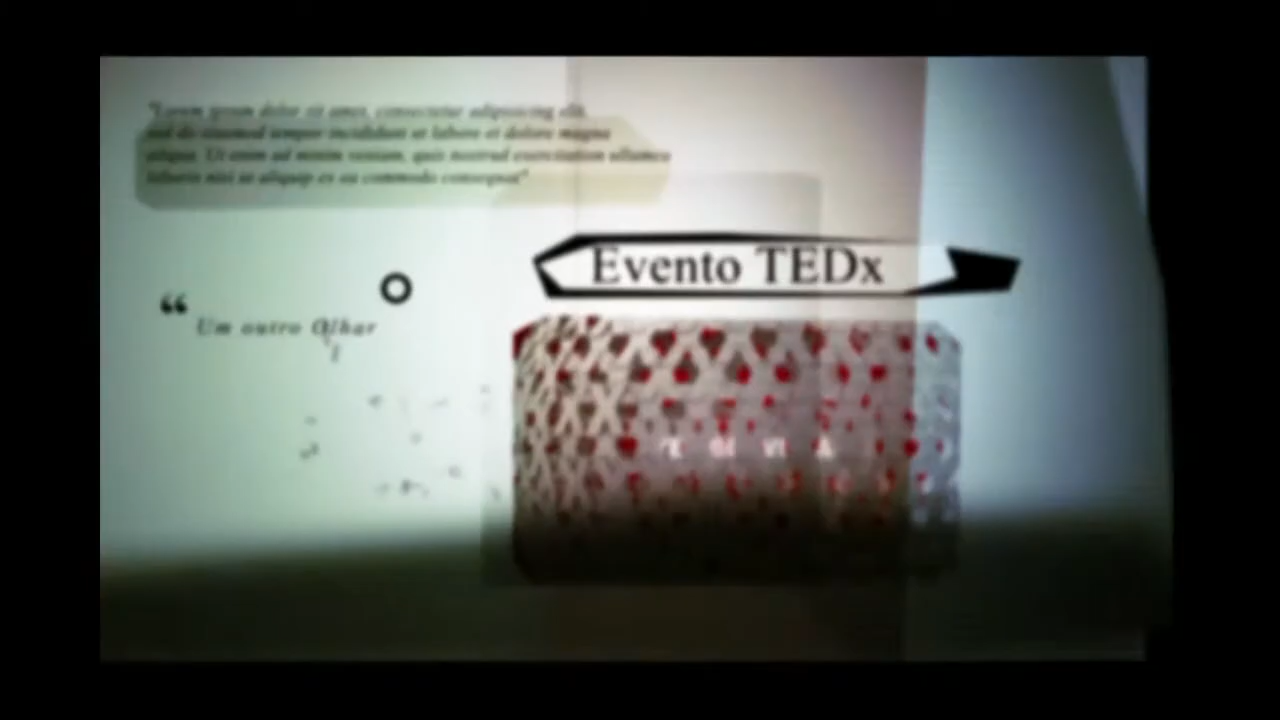 "Lorem ipsum dolor sit amet, consectetur adipisicing elit,
sed do eiusmod tempor incididunt ut labore et dolore magna
aliqua. Ut enim ad minim veniam, quis nostrud exercitation ullamco
laboris nisi ut aliquip ex ea commodo consequat"
Evento TEDx
“ Um outro Olhar